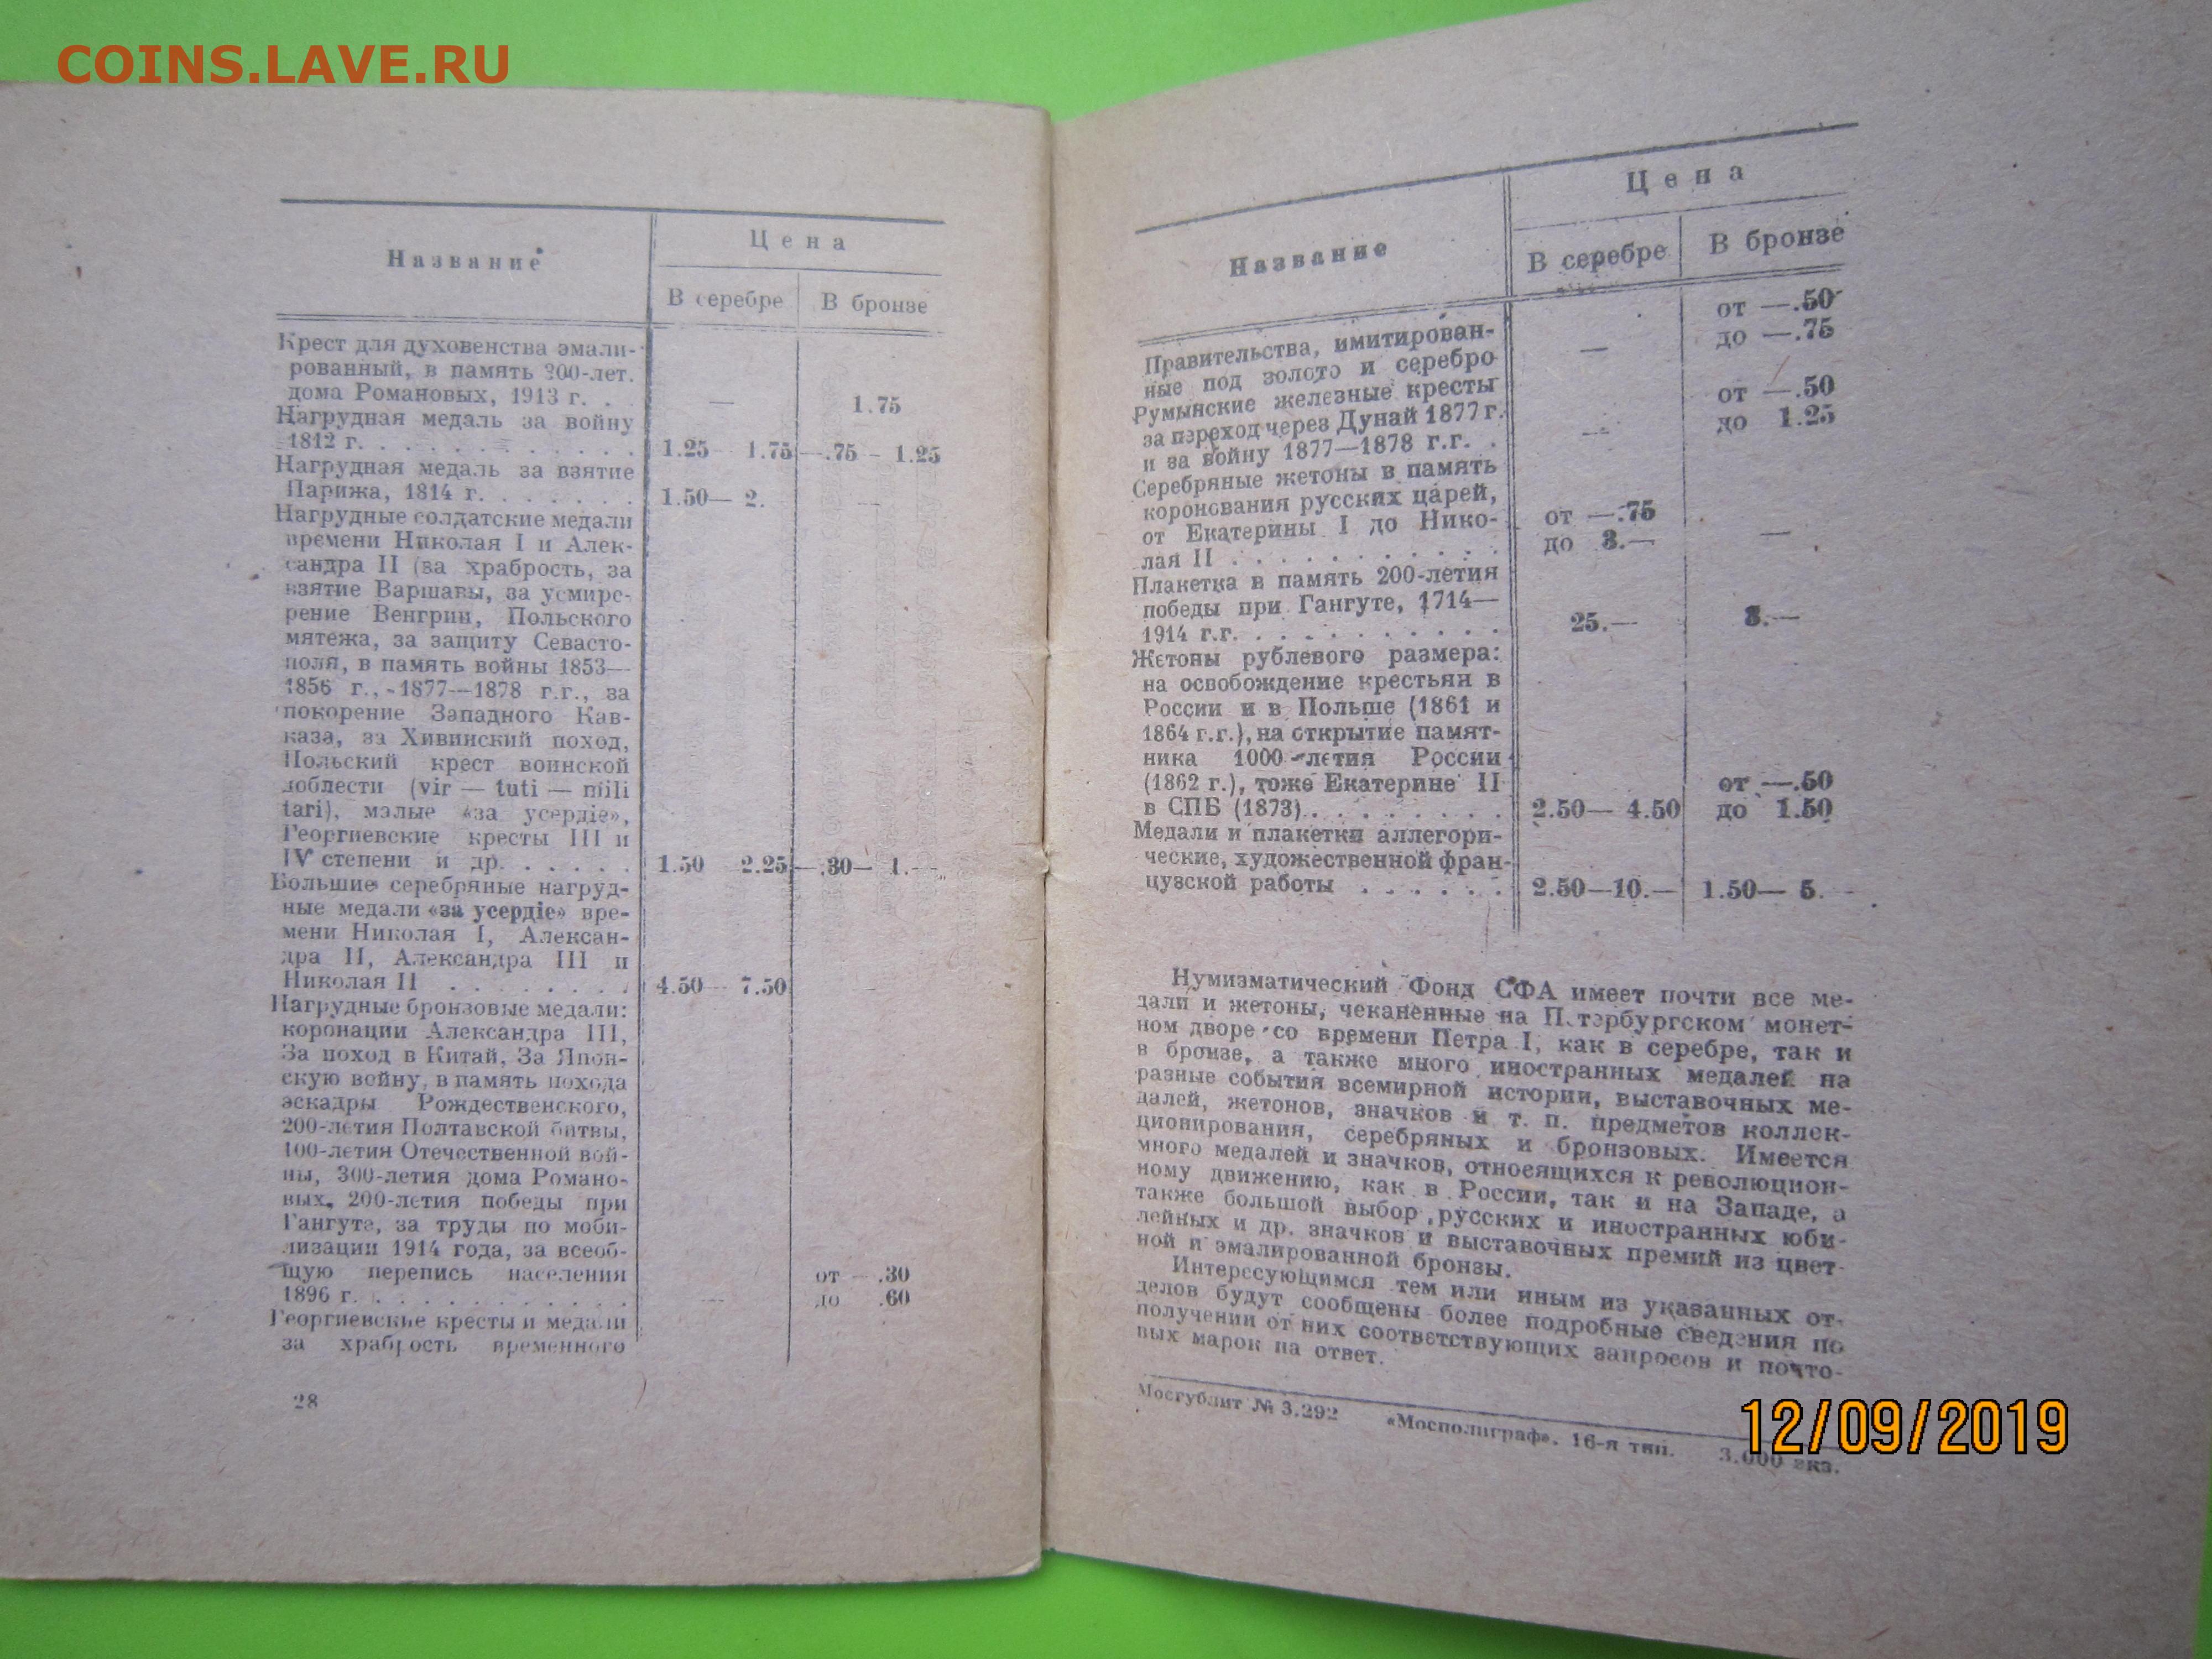 COINS.LAVE.RU
Название
Цена
В серебре В бронзе
Крест для духовенства эмали-
рованный, в память 300-лет.
дома Романовых, 1913 г. . — 1.75
Нагрудная медаль за войну
1812 г. . . . . . . . . . . . 1.25 — 1.75 —.75 — 1.25
Нагрудная медаль за взятие
Парижа, 1814 г. . . . . . . 1.50— 2. —
Нагрудные солдатские медали
времени Николая I и Алек-
сандра II (за храбрость, за
взятие Варшавы, за усмире-
рение Венгрии, Польского
мятежа, за защиту Севасто-
поля, в память войны 1853—
1856 г., 1877—1878 г.г., за
покорение Западного Кав-
каза, за Хивинский поход,
Польский крест воинской
доблести (vir — tuti — mili
tari), малые «за усердіе»,
Георгиевские кресты III и
IV степени и др. . . . . . 1.50 2.25 —.30— 1.—
Большие серебряные нагруд-
ные медали «за усердіе» вре-
мени Николая I, Алексан-
дра II, Александра III и
Николая II . . . . . . . . 4.50— 7.50
Нагрудные бронзовые медали:
коронации Александра III,
За поход в Китай, За Япон-
скую войну, в память похода
эскадры Рождественского,
200-летия Полтавской битвы,
100-летия Отечественной вой-
ны, 300-летия дома Романо-
вых, 200-летия победы при
Гангуте, за труды по моби-
лизации 1914 года, за всеоб-
щую перепись населения от —.30
1896 г. . . . . . . . . . . . — до .60
Георгиевские кресты и медали
за храбрость временного
28
Название
Цена
В серебре В бронзе
Правительства, имитирован- от —.50
ные под золото и серебро — до —.75
Румынские железные кресты
за переход через Дунай 1877 г. от —.50
и за войну 1877—1878 г.г. . — до 1.25
Серебряные жетоны в память
коронования русских царей,
от Екатерины I до Нико- от —.75
лая II . . . . . . . . . . . до 3.— —
Плакетка в память 200-летия
победы при Гангуте, 1714—
1914 г.г. . . . . . . . . . . 25.— 3.—
Жетоны рублевого размера:
на освобождение крестьян в
России и в Польше (1861 и
1864 г.г.), на открытие памят-
ника 1000-летия России
(1862 г.), тоже Екатерине II от —.50
в СПБ (1873). . . . . . . . . 2.50— 4.50 до 1.50
Медали и плакетки аллегори-
ческие, художественной фран-
цузской работы . . . . . . 2.50—10.— 1.50— 5. -
Нумизматический Фонд СФА имеет почти все ме-
дали и жетоны, чеканенные на П.тербургском монет-
ном дворе со времени Петра I, как в серебре, так и
в бронзе, а также много иностранных медалей на
разные события всемирной истории, выставочных ме-
далей, жетонов, значков и т. п. предметов коллек-
ционирования, серебряных и бронзовых. Имеется
много медалей и значков, относящихся к революцион-
ному движению, как в России, так и на Западе, а
также большой выбор русских и иностранных юби-
лейных и др. значков и выставочных премий из цвет-
ной и эмалированной бронзы.
Интересующимся тем или иным из указанных от-
делов будут сообщены более подробные сведения по
получении от них соответствующих запросов и почто-
вых марок на ответ.
Мосгублит № 3.292 «Мосполиграф». 16-я тип. 3.000 экз.
12/09/2019